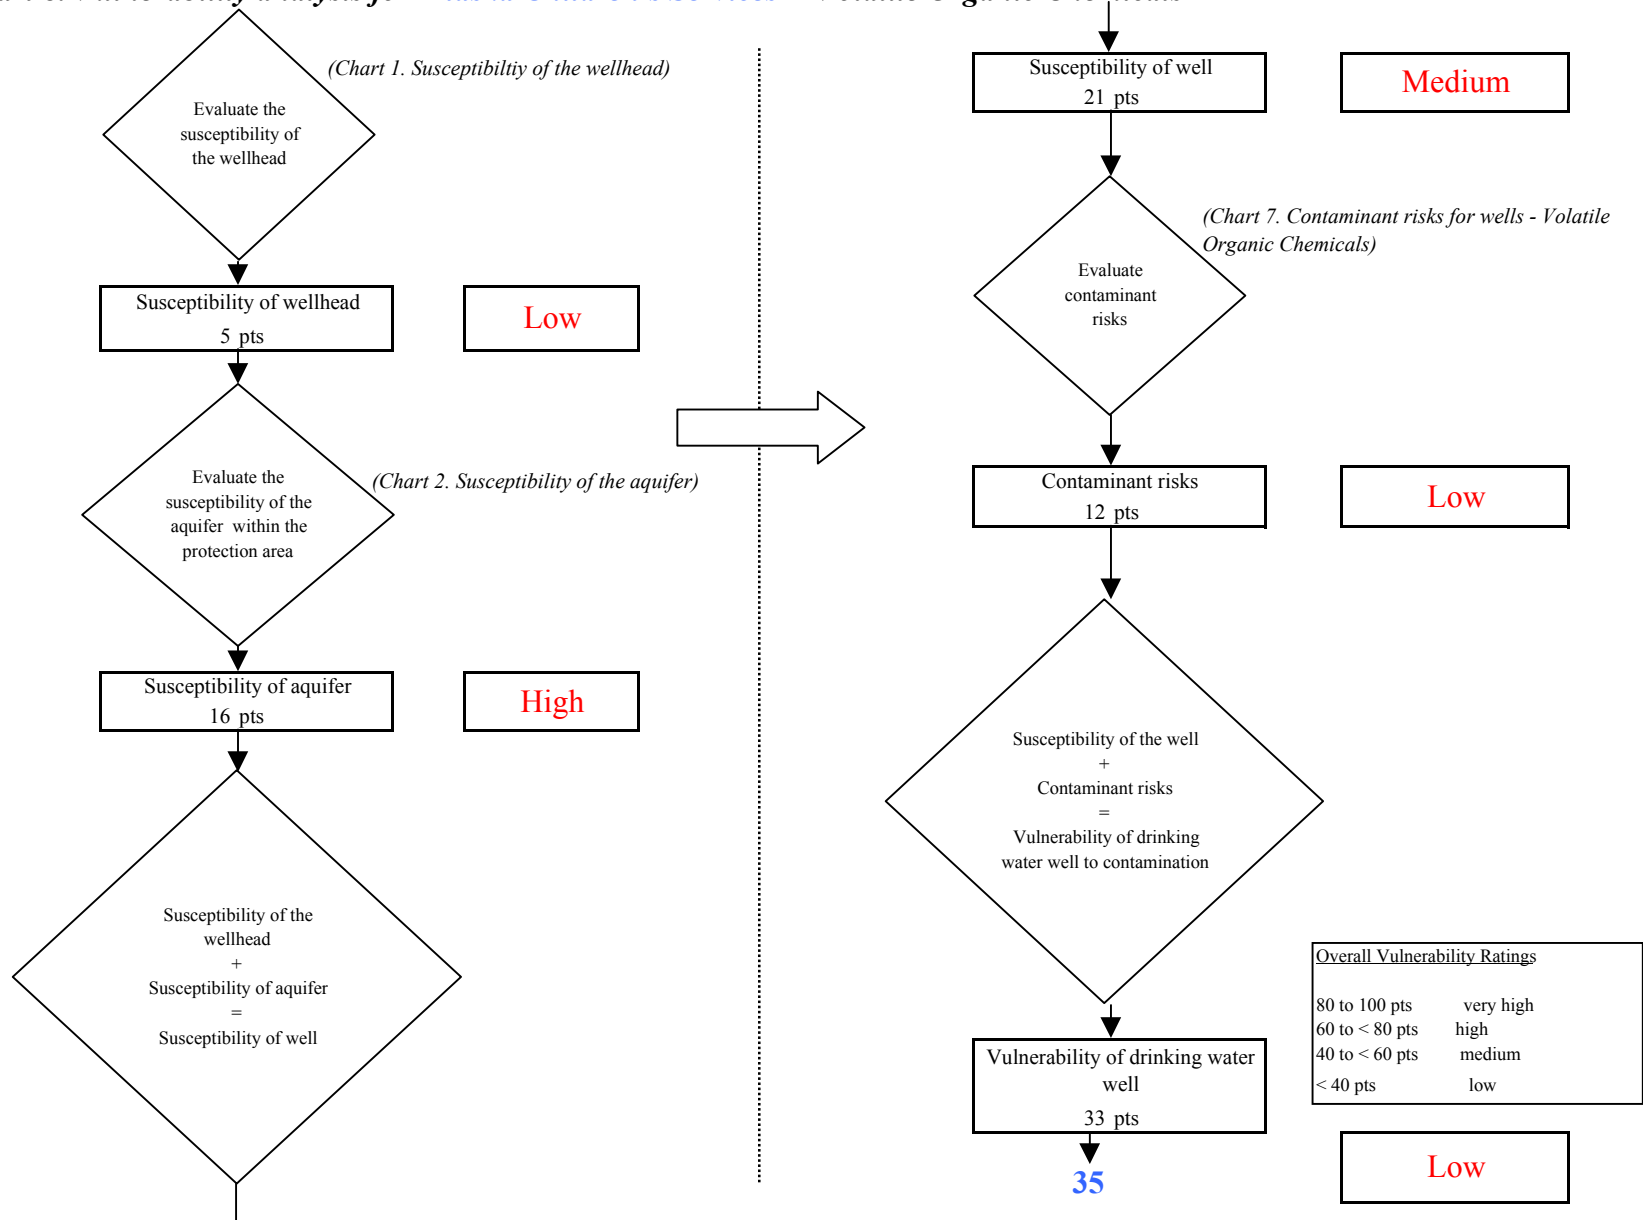 (Chart 1. Susceptibiltiy of the wellhead)
Evaluate the
susceptibility of
the wellhead
Susceptibility of wellhead
5 pts
Low
Evaluate the
susceptibility of the
aquifer within the
protection area
(Chart 2. Susceptibility of the aquifer)
Susceptibility of aquifer
16 pts
High
Susceptibility of the
wellhead
+
Susceptibility of aquifer
=
Susceptibility of well
Susceptibility of well
21 pts
Medium
(Chart 7. Contaminant risks for wells - Volatile
Organic Chemicals)
Evaluate
contaminant
risks
Contaminant risks
12 pts
Low
Susceptibility of the well
+
Contaminant risks
=
Vulnerability of drinking
water well to contamination
Vulnerability of drinking water
well
33 pts
35
Overall Vulnerability Ratings
80 to 100 pts very high
60 to < 80 pts high
40 to < 60 pts medium
< 40 pts low
Low